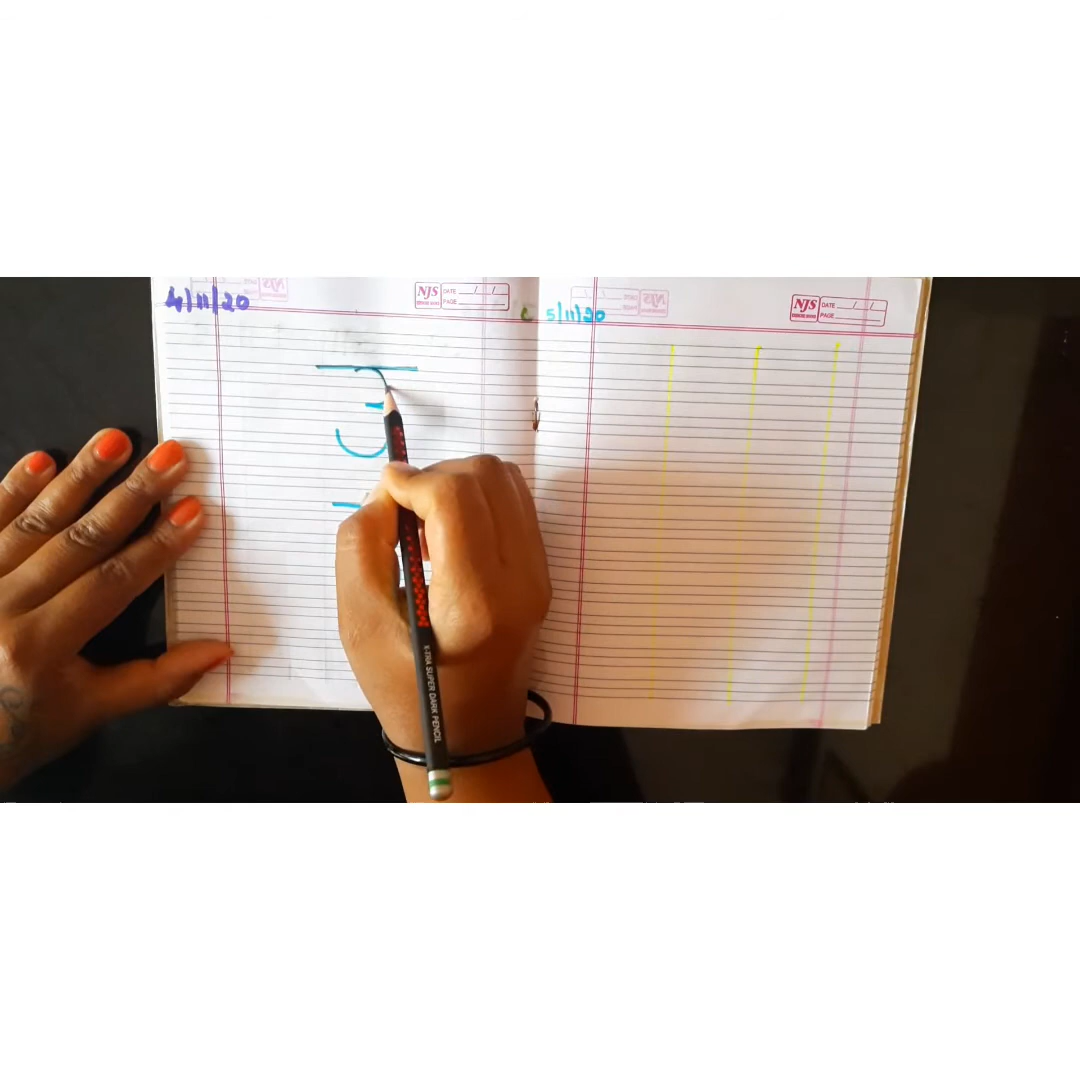 4/11/20
NJS
DATE / /
PAGE
5/11/20
NJS
DATE / /
PAGE
X-TRA SUPER DARK PENCIL